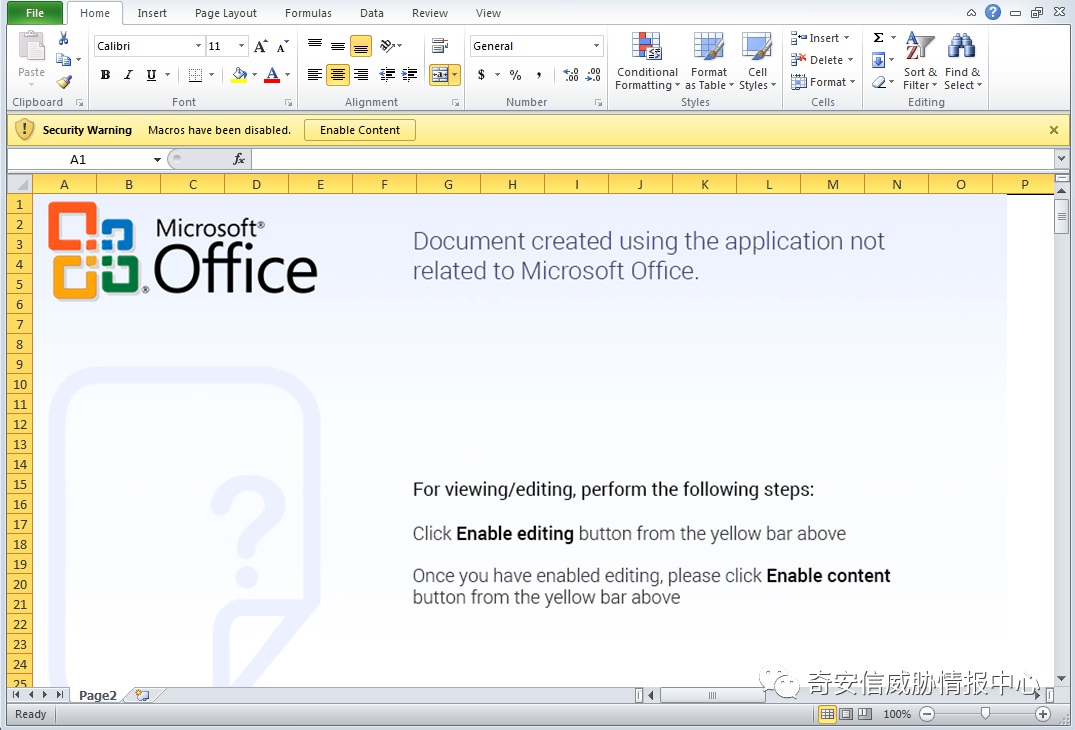 File Home Insert Page Layout Formulas Data Review View
Calibri 11 General Insert
Paste B I U $ % , Conditional Format Cell Delete Sort & Find &
Formatting as Table Styles Format Filter Select
Clipboard Font Alignment Number Styles Cells Editing
Security Warning Macros have been disabled. Enable Content
A1 fx
A B C D E F G H I J K L M N O P
1
2
3
4
5
6
7
8
9
10
11
12
13
14
15
16
17
18
19
20
21
22
23
24
25
Microsoft®
Office®
Document created using the application not
related to Microsoft Office.
For viewing/editing, perform the following steps:
Click Enable editing button from the yellow bar above
Once you have enabled editing, please click Enable content
button from the yellow bar above
奇安信威胁情报中心
Page2
Ready 100%